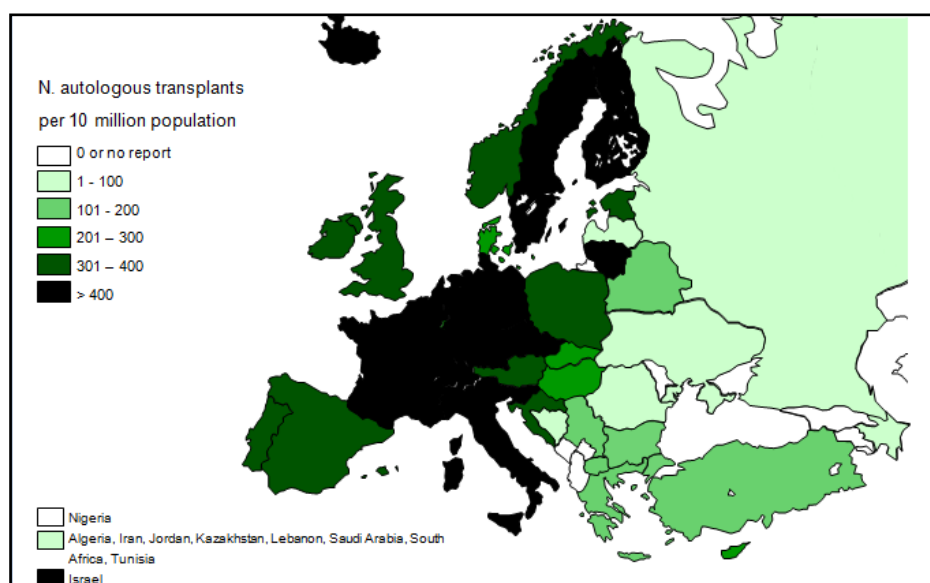 N. autologous transplants
per 10 million population
0 or no report
1 - 100
101 - 200
201 – 300
301 – 400
> 400
Nigeria
Algeria, Iran, Jordan, Kazakhstan, Lebanon, Saudi Arabia, South
Africa, Tunisia
Israel